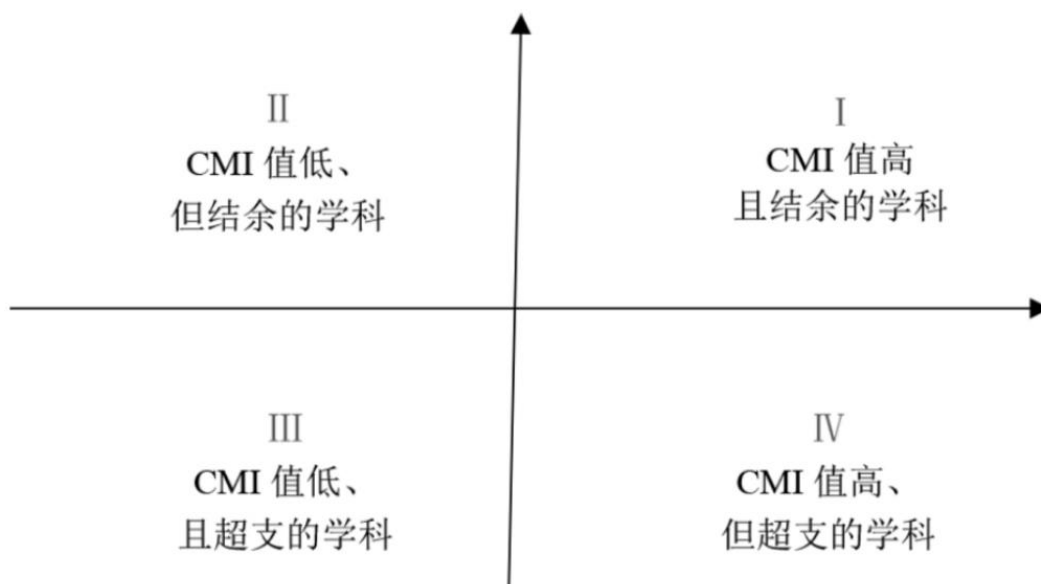 II
CMI 值低、
但结余的学科
I
CMI 值高
且结余的学科
III
CMI 值低、
且超支的学科
IV
CMI 值高、
但超支的学科